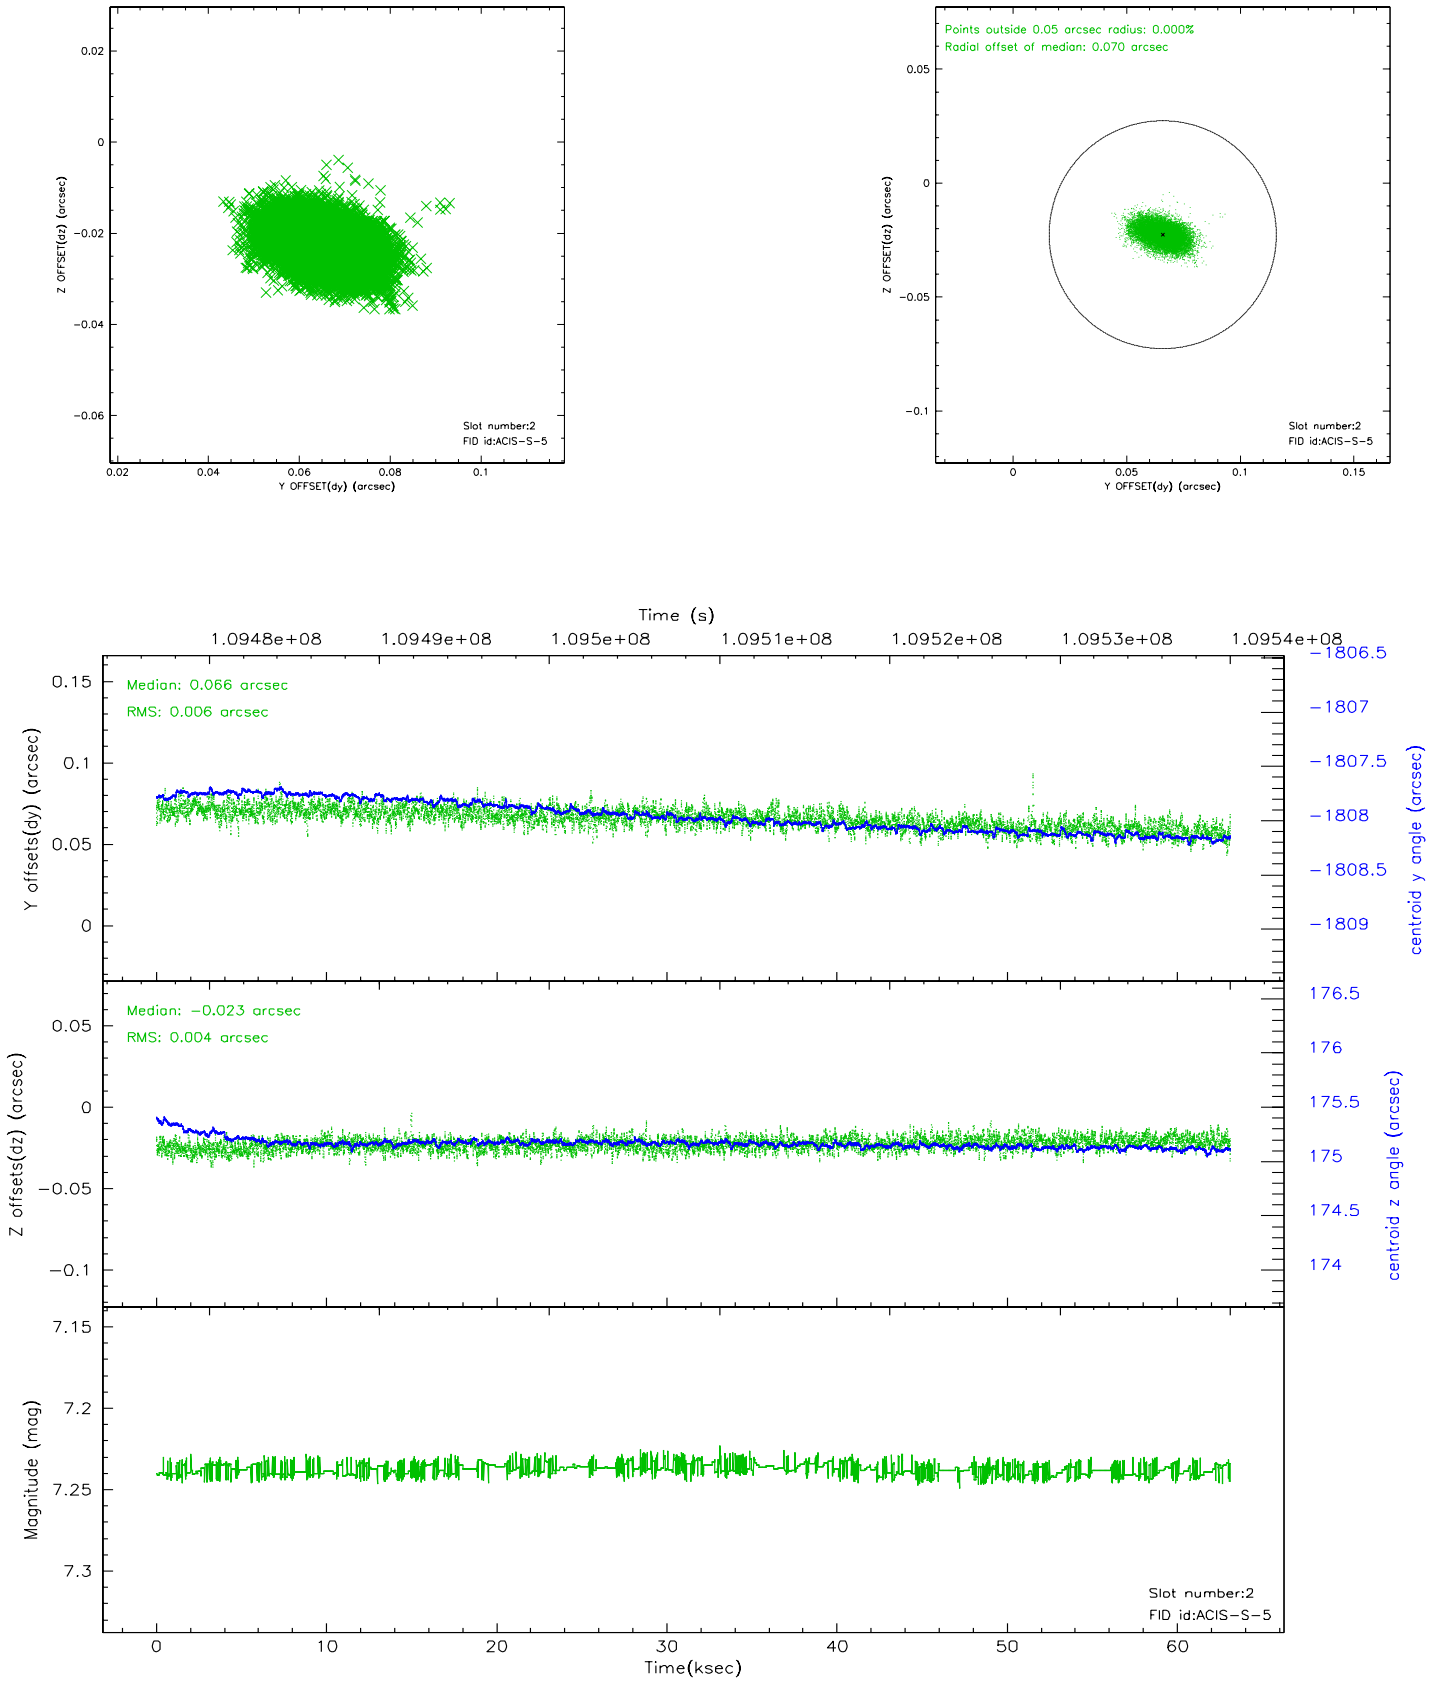 0.02
0
−0.02
−0.04
−0.06
Z OFFSET(dz) (arcsec)
Slot number:2
FID id:ACIS−S−5
0.02 0.04 0.06 0.08 0.1
Y OFFSET(dy) (arcsec)
Points outside 0.05 arcsec radius: 0.000%
Radial offset of median: 0.070 arcsec
0.05
0
−0.05
−0.1
Z OFFSET(dz) (arcsec)
Slot number:2
FID id:ACIS−S−5
0 0.05 0.1 0.15
Y OFFSET(dy) (arcsec)
Time (s)
1.0948e+08 1.0949e+08 1.095e+08 1.0951e+08 1.0952e+08 1.0953e+08 1.0954e+08
Median: 0.066 arcsec
RMS: 0.006 arcsec
0.15
0.1
0.05
0
Y offsets(dy) (arcsec)
−1806.5
−1807
−1807.5
−1808
−1808.5
−1809
centroid y angle (arcsec)
Median: −0.023 arcsec
RMS: 0.004 arcsec
0.05
0
−0.05
−0.1
Z offsets(dz) (arcsec)
176.5
176
175.5
175
174.5
174
centroid z angle (arcsec)
7.15
7.2
7.25
7.3
Magnitude (mag)
Slot number:2
FID id:ACIS−S−5
0 10 20 30 40 50 60
Time(ksec)